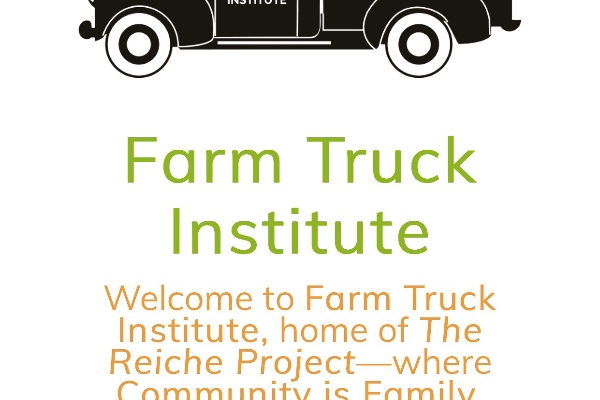 INSTITUTE
Farm Truck
Institute
Welcome to Farm Truck
Institute, home of The
Reiche Project—where
Community is Family